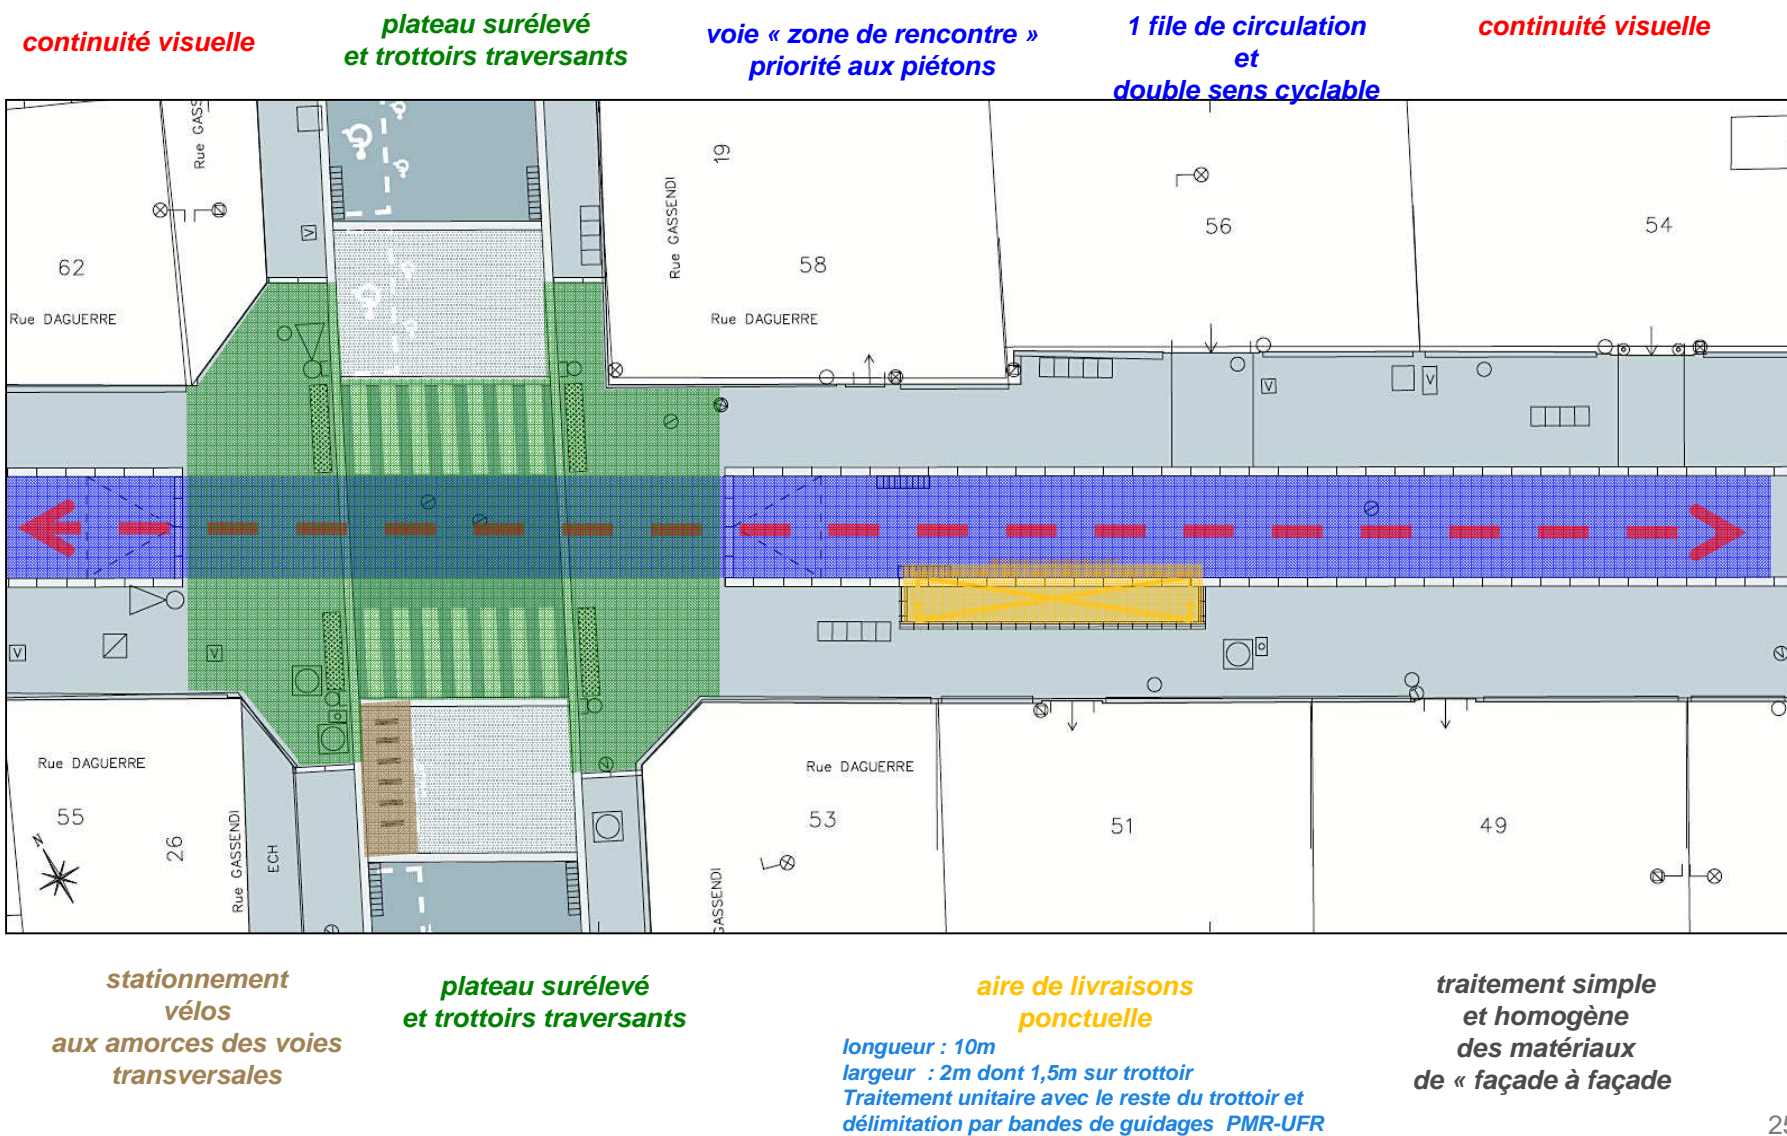 continuité visuelle
plateau surélevé
et trottoirs traversants
voie « zone de rencontre »
priorité aux piétons
1 file de circulation
et
double sens cyclable
continuité visuelle
Rue GASS
Rue GASSENDI
19
62
58
56
54
Rue DAGUERRE
Rue DAGUERRE
V
V
V
V
V
Rue DAGUERRE
55
26
Rue GASSENDI
ECH
N
Rue DAGUERRE
53
51
49
GASSENDI
stationnement
vélos
aux amorces des voies
transversales
plateau surélevé
et trottoirs traversants
aire de livraisons
ponctuelle
longueur : 10m
largeur : 2m dont 1,5m sur trottoir
Traitement unitaire avec le reste du trottoir et
délimitation par bandes de guidages PMR-UFR
traitement simple
et homogène
des matériaux
de « façade à façade
25